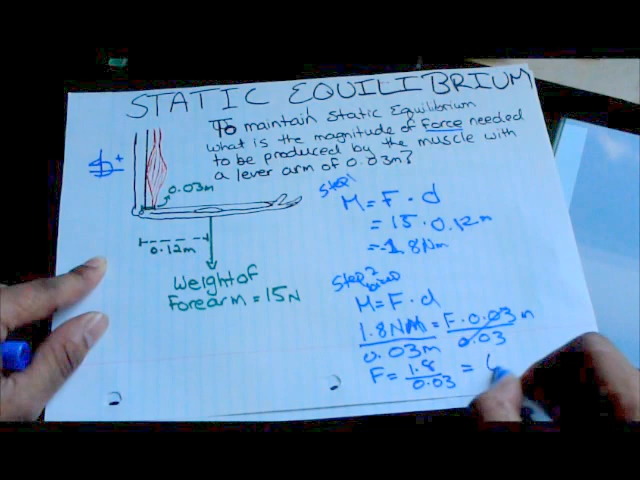 STATIC EQUILIBRIUM
To maintain Static Equilibrium
what is the magnitude of force needed
to be produced by the muscle with
a lever arm of 0.03m?
+
0.03m
0.12m
Weight of
Forearm = 15N
Step 1
M = F · d
= 15 · 0.12m
= -1.8Nm
Step 2
M = F · d
1.8NM = F · 0.03 m
0.03m 0.03
F = 1.8 =
0.03